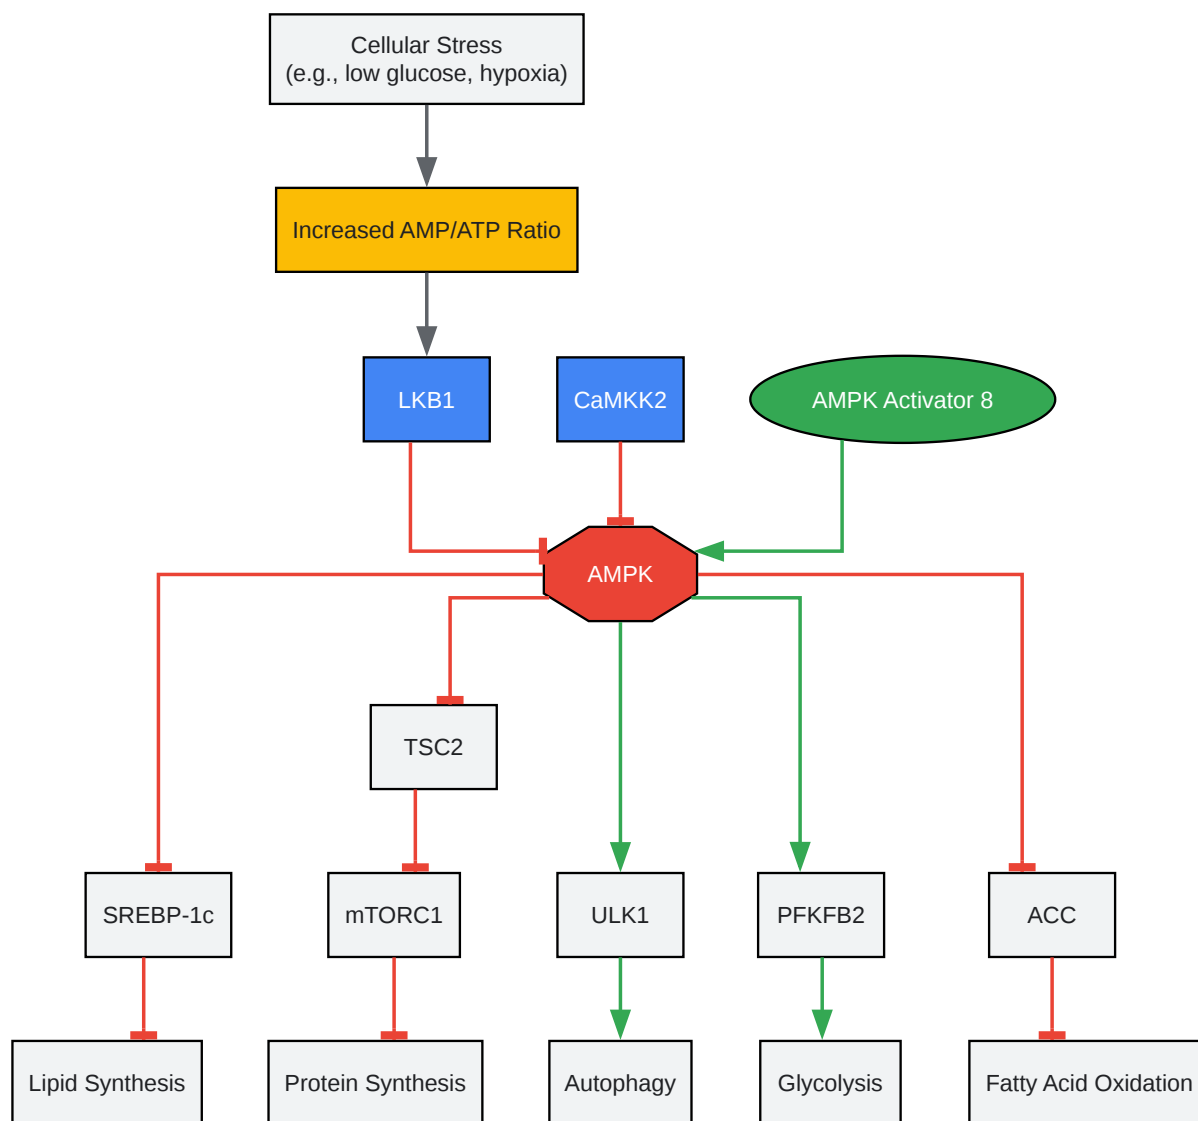 Cellular Stress
(e.g., low glucose, hypoxia)
Increased AMP/ATP Ratio
LKB1
CaMKK2
AMPK Activator 8
AMPK
TSC2
SREBP-1c
mTORC1
ULK1
PFKFB2
ACC
Lipid Synthesis
Protein Synthesis
Autophagy
Glycolysis
Fatty Acid Oxidation